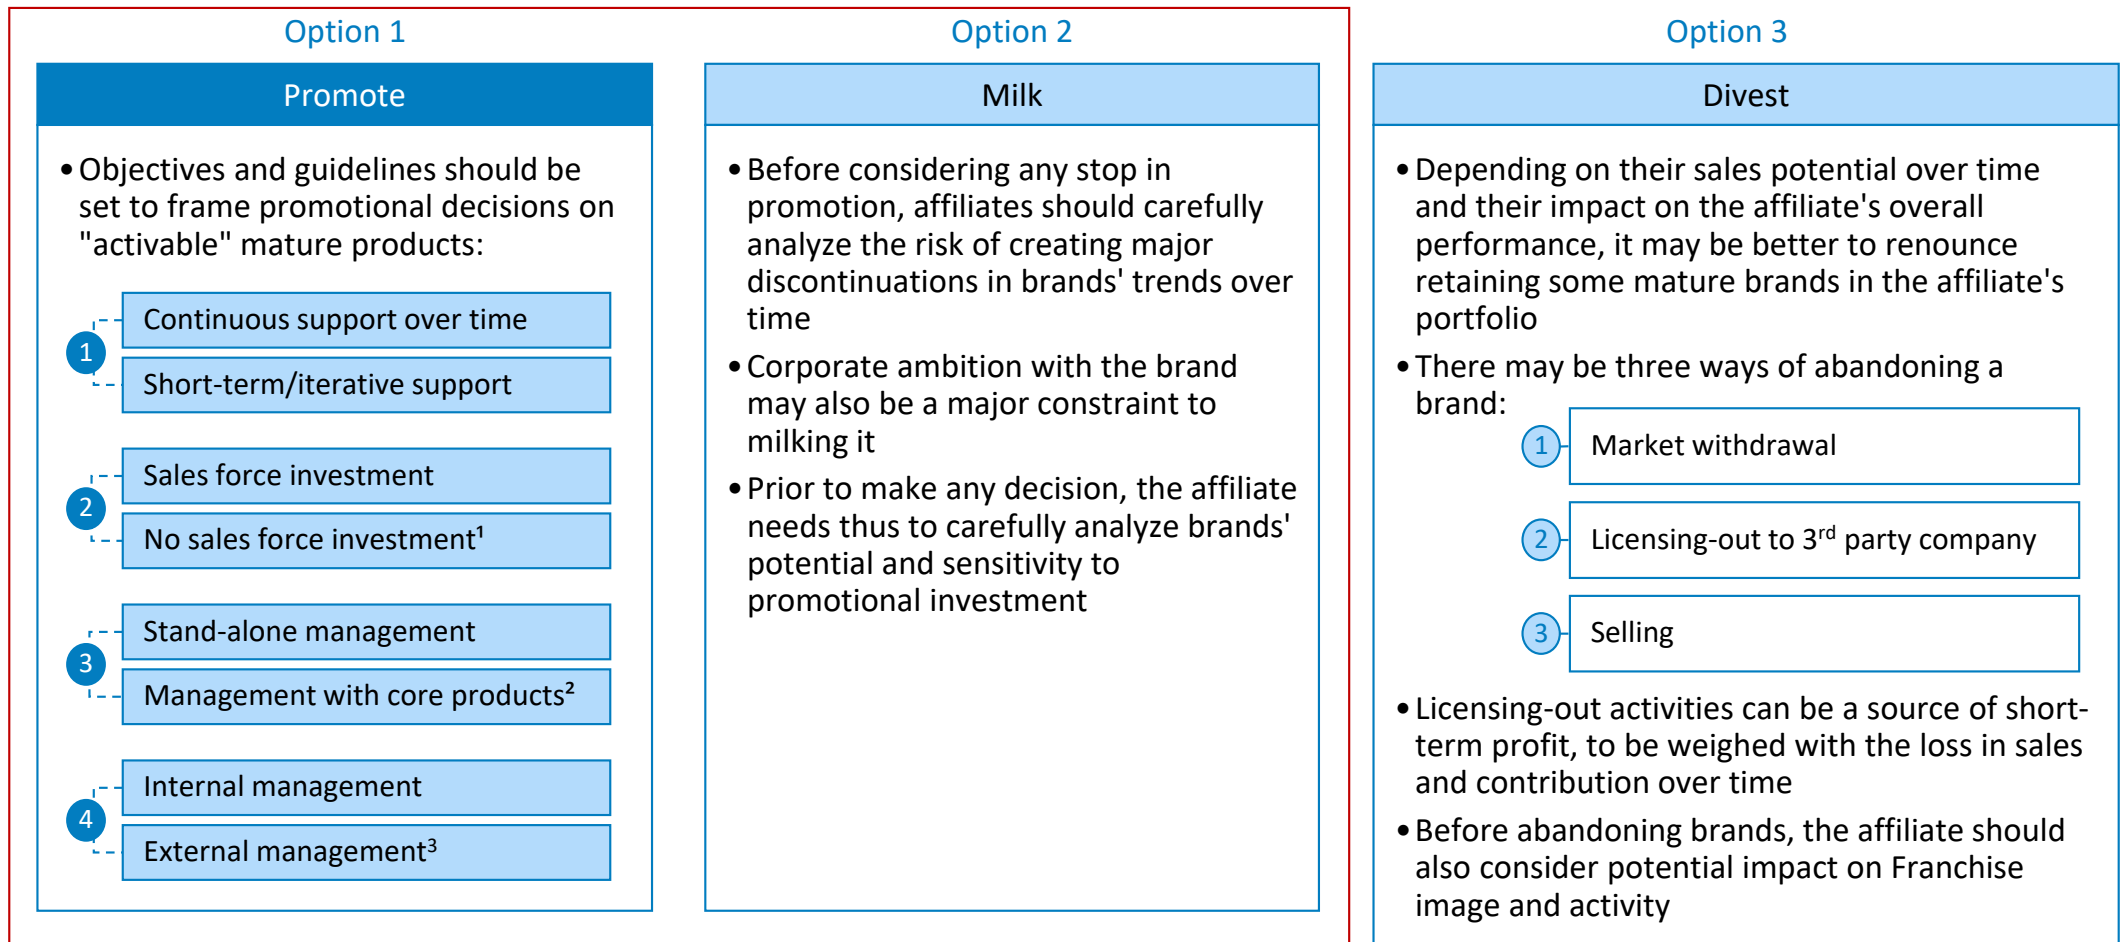 Option 1
Promote
• Objectives and guidelines should be
set to frame promotional decisions on
"activable" mature products:
1
Continuous support over time
Short-term/iterative support
2
Sales force investment
No sales force investment¹
3
Stand-alone management
Management with core products²
4
Internal management
External management³
Option 2
Milk
• Before considering any stop in
promotion, affiliates should carefully
analyze the risk of creating major
discontinuations in brands' trends over
time
• Corporate ambition with the brand
may also be a major constraint to
milking it
• Prior to make any decision, the affiliate
needs thus to carefully analyze brands'
potential and sensitivity to
promotional investment
Option 3
Divest
• Depending on their sales potential over time
and their impact on the affiliate's overall
performance, it may be better to renounce
retaining some mature brands in the affiliate's
portfolio
• There may be three ways of abandoning a
brand:
1 Market withdrawal
2 Licensing-out to 3rd party company
3 Selling
• Licensing-out activities can be a source of short-
term profit, to be weighed with the loss in sales
and contribution over time
• Before abandoning brands, the affiliate should
also consider potential impact on Franchise
image and activity